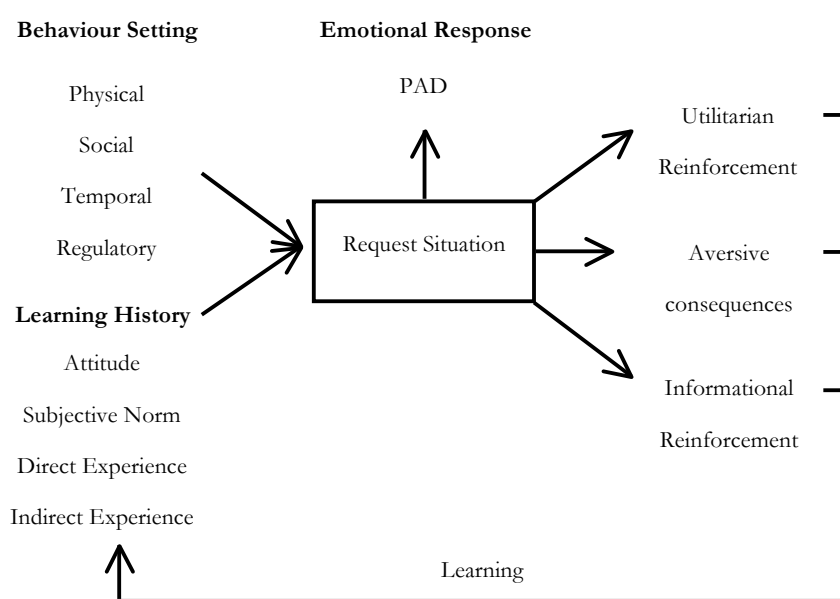 Behaviour Setting
Physical
Social
Temporal
Regulatory
Learning History
Attitude
Subjective Norm
Direct Experience
Indirect Experience
Emotional Response
PAD
Request Situation
Utilitarian
Reinforcement
Aversive
consequences
Informational
Reinforcement
Learning